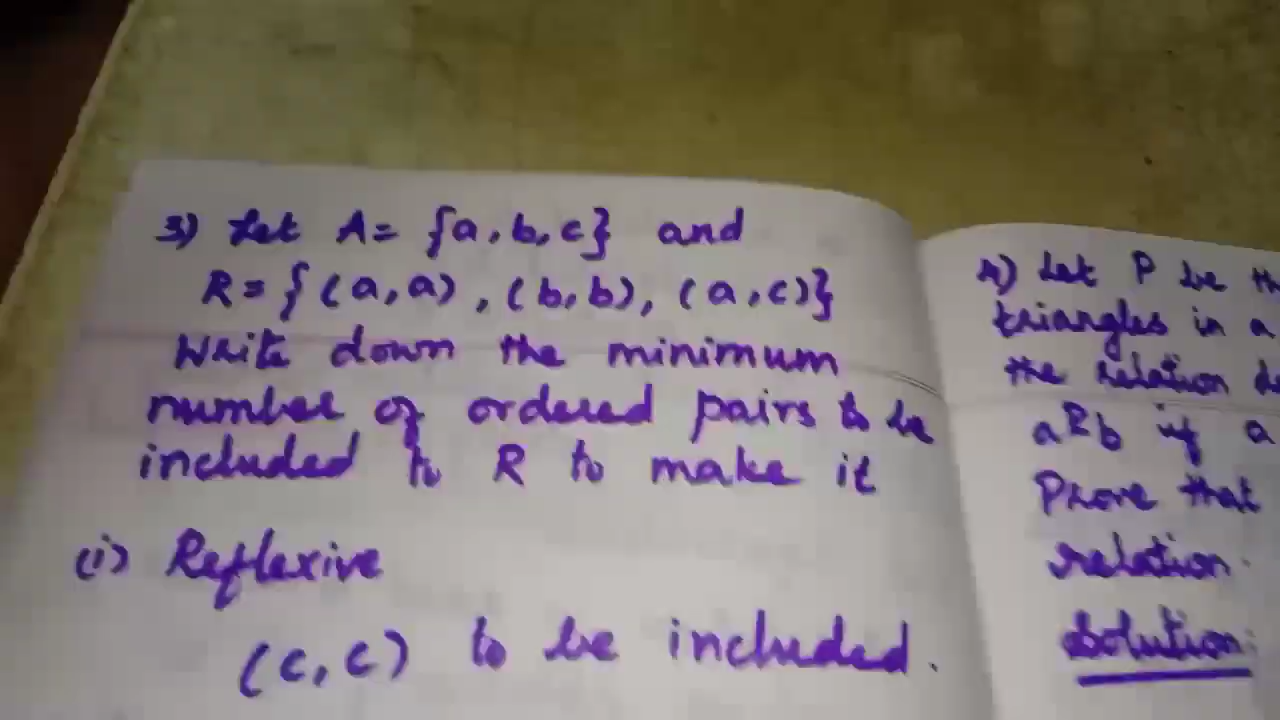 3) Let A = {a, b, c} and
R = {(a, a), (b, b), (a, c)}
Write down the minimum
number of ordered pairs to be
included to R to make it
(i) Reflexive
(c, c) to be included.
4) Let P be the
triangles in a
the relation
aRb if a
Prove that
relation.
Solution: